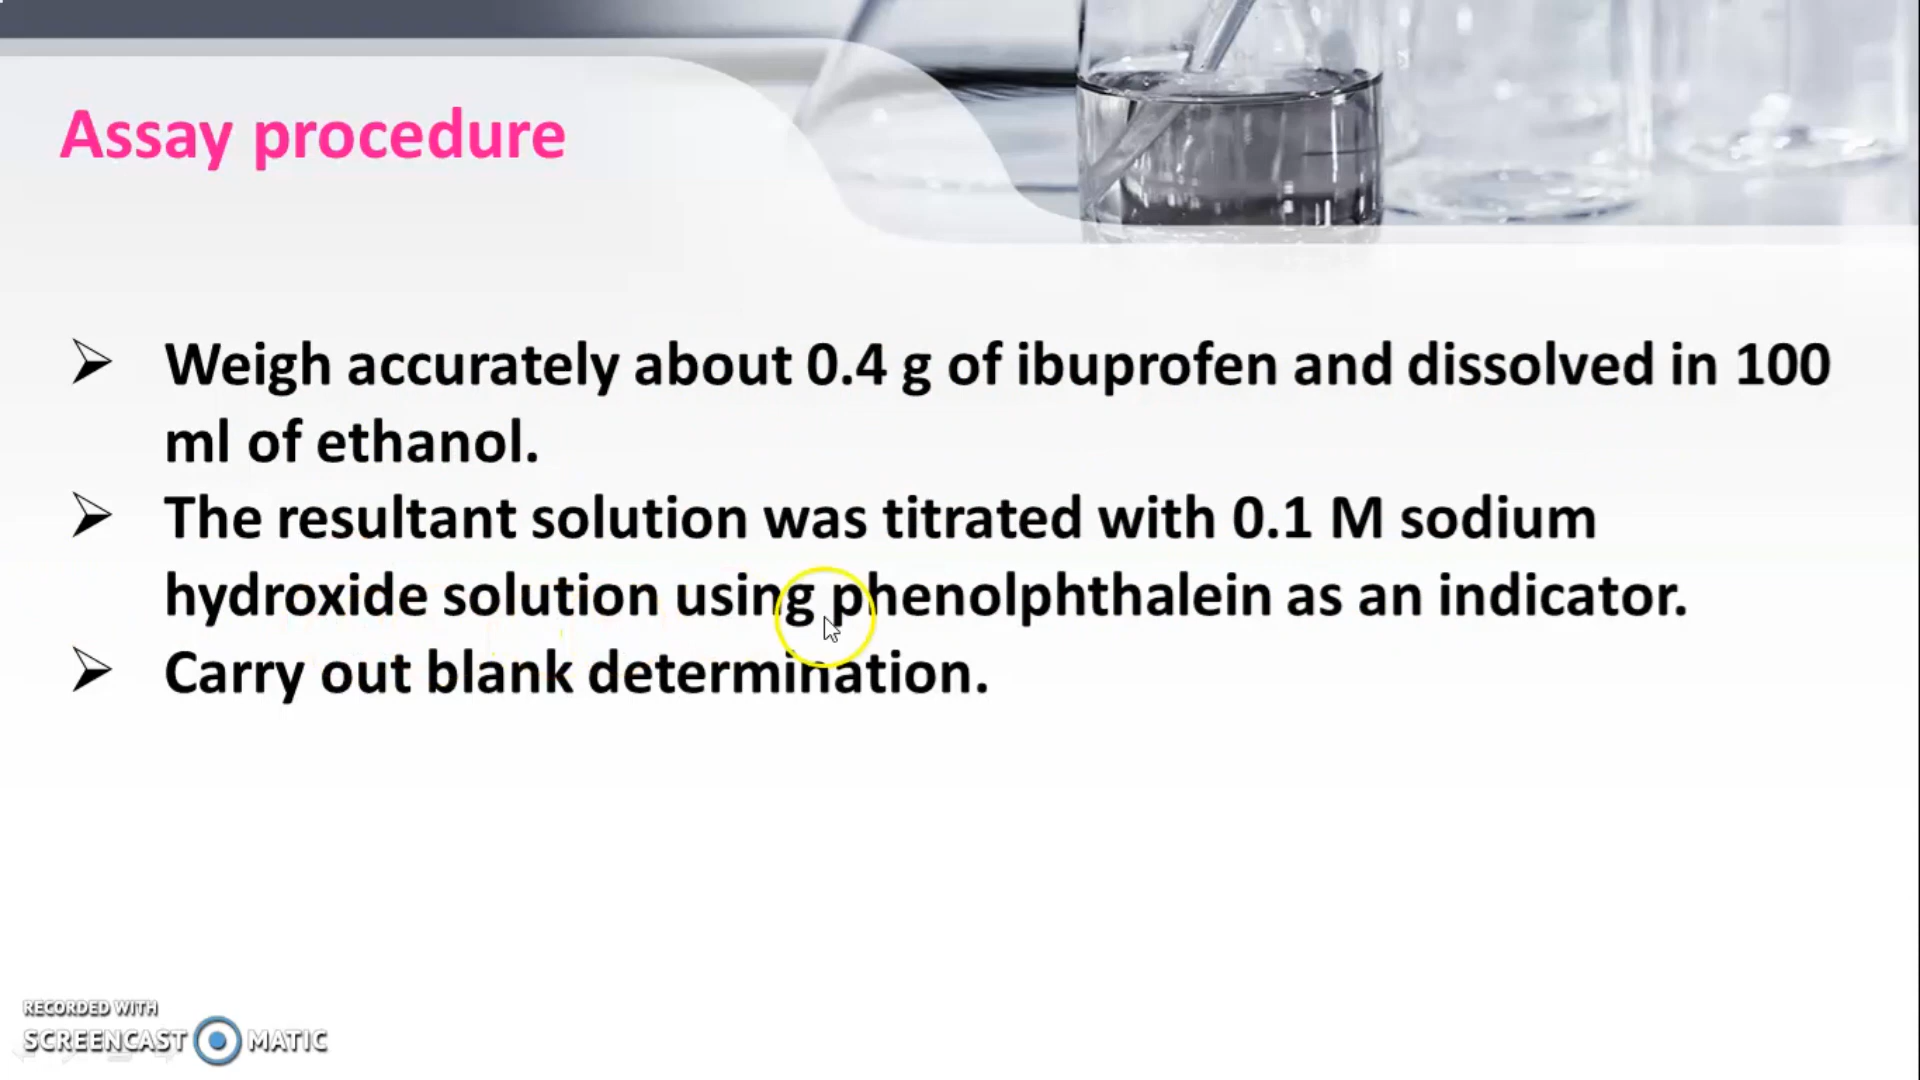 Assay procedure
Weigh accurately about 0.4 g of ibuprofen and dissolved in 100
ml of ethanol.
The resultant solution was titrated with 0.1 M sodium
hydroxide solution using phenolphthalein as an indicator.
Carry out blank determination.
RECORDED WITH
SCREENCAST MATIC